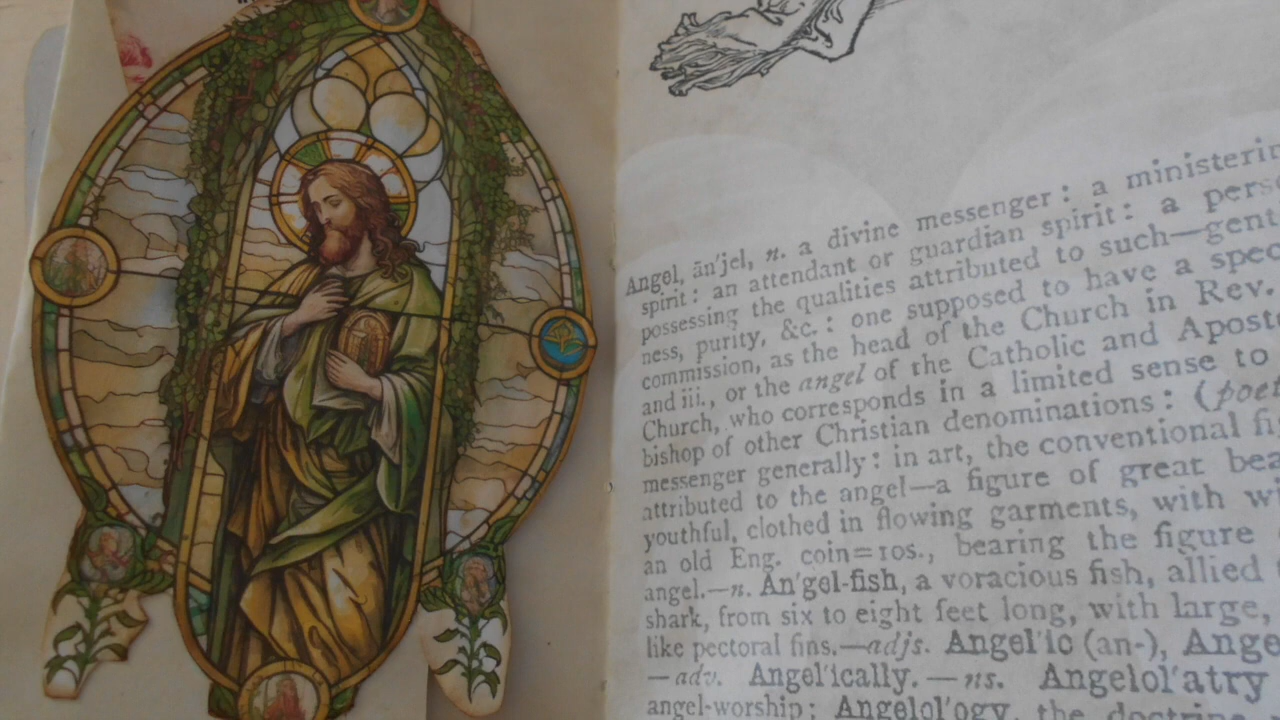 Angel, ān'jel, n. a divine messenger: a ministerin
spirit: an attendant or guardian spirit: a pers
possessing the qualities attributed to such—gent
ness, purity, &c.: one supposed to have a spec
commission, as the head of the Church in Rev.
and iii., or the angel of the Catholic and Aposto
Church, who corresponds in a limited sense to
bishop of other Christian denominations: (poet
messenger generally: in art, the conventional fi
attributed to the angel—a figure of great bea
youthful, clothed in flowing garments, with wi
an old Eng. coin=10s., bearing the figure
angel.—n. An'gel-fish, a voracious fish, allied
shark, from six to eight feet long, with large,
like pectoral fins.—adjs. Angel'ic (an-), Ange
—adv. Angel'ically.—ns. Angelol'atry
angel-worship; Angelol'ogy, the doctrine